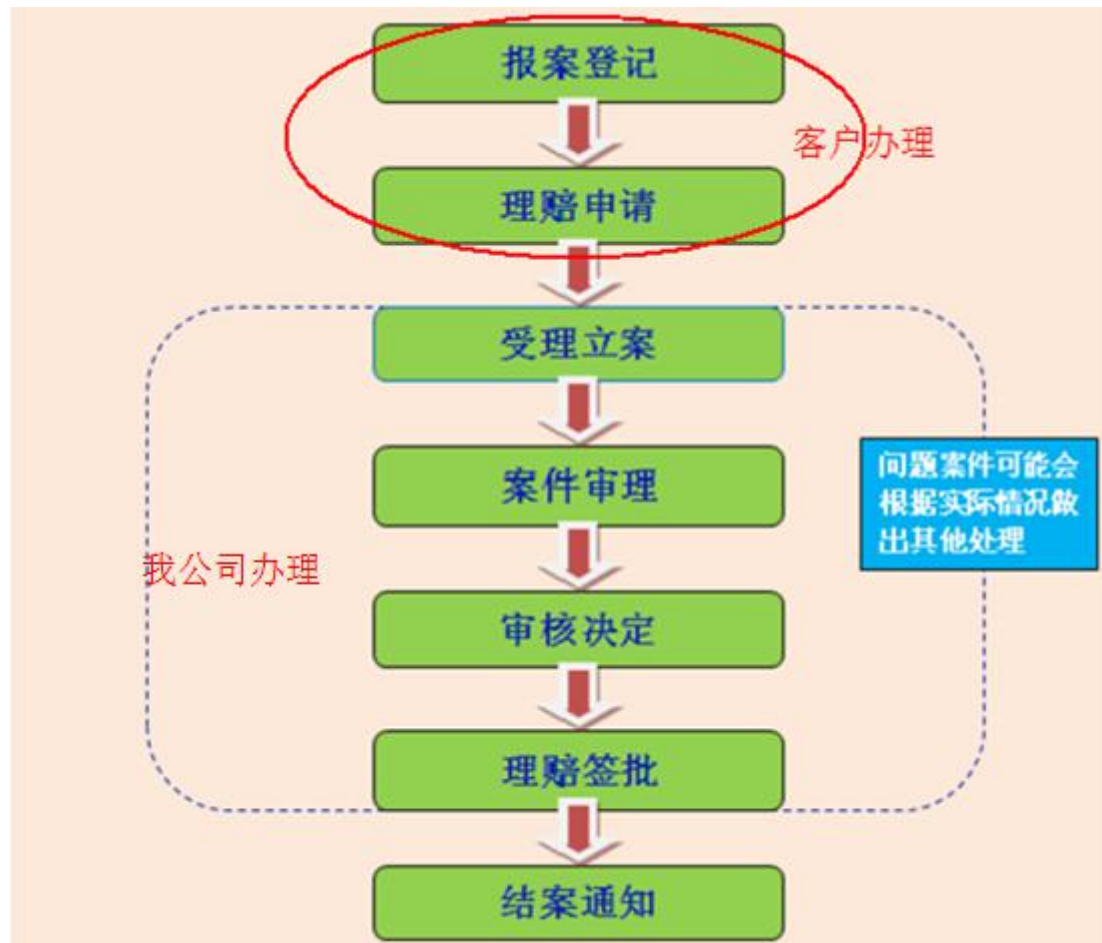 报案登记
客户办理
理赔申请
受理立案
问题案件可能会
根据实际情况做
出其他处理
案件审理
我公司办理
审核决定
理赔签批
结案通知